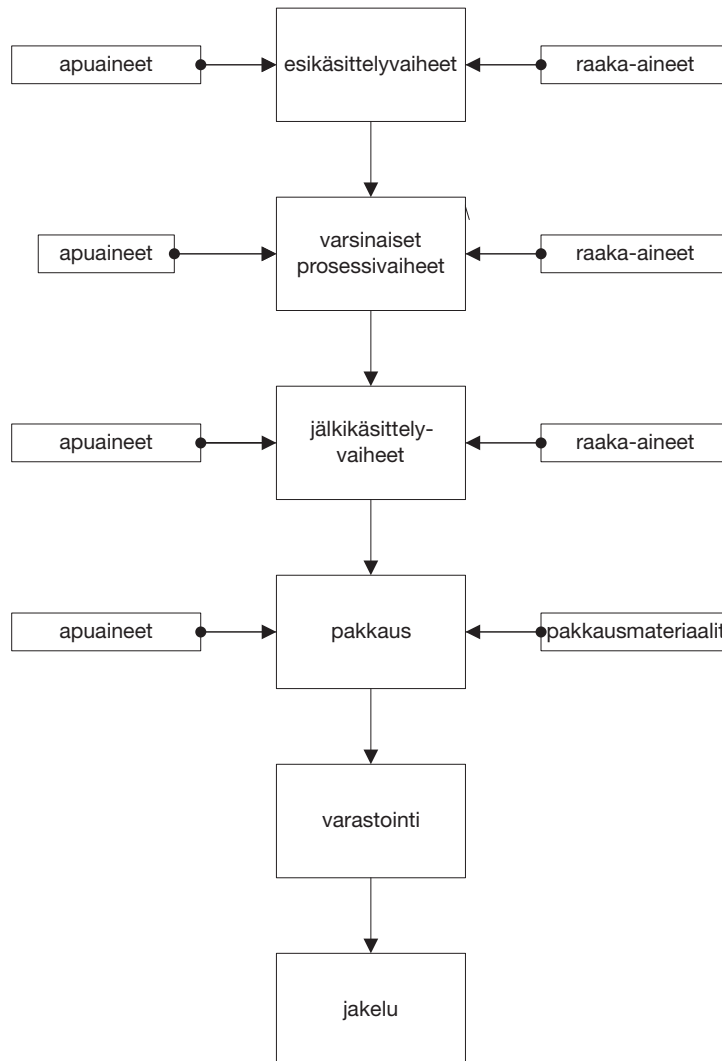 apuaineet
esikäsittelyvaiheet
raaka-aineet
apuaineet
varsinaiset
prosessivaiheet
raaka-aineet
apuaineet
jälkikäsittely-
vaiheet
raaka-aineet
apuaineet
pakkaus
pakkausmateriaalit
varastointi
jakelu